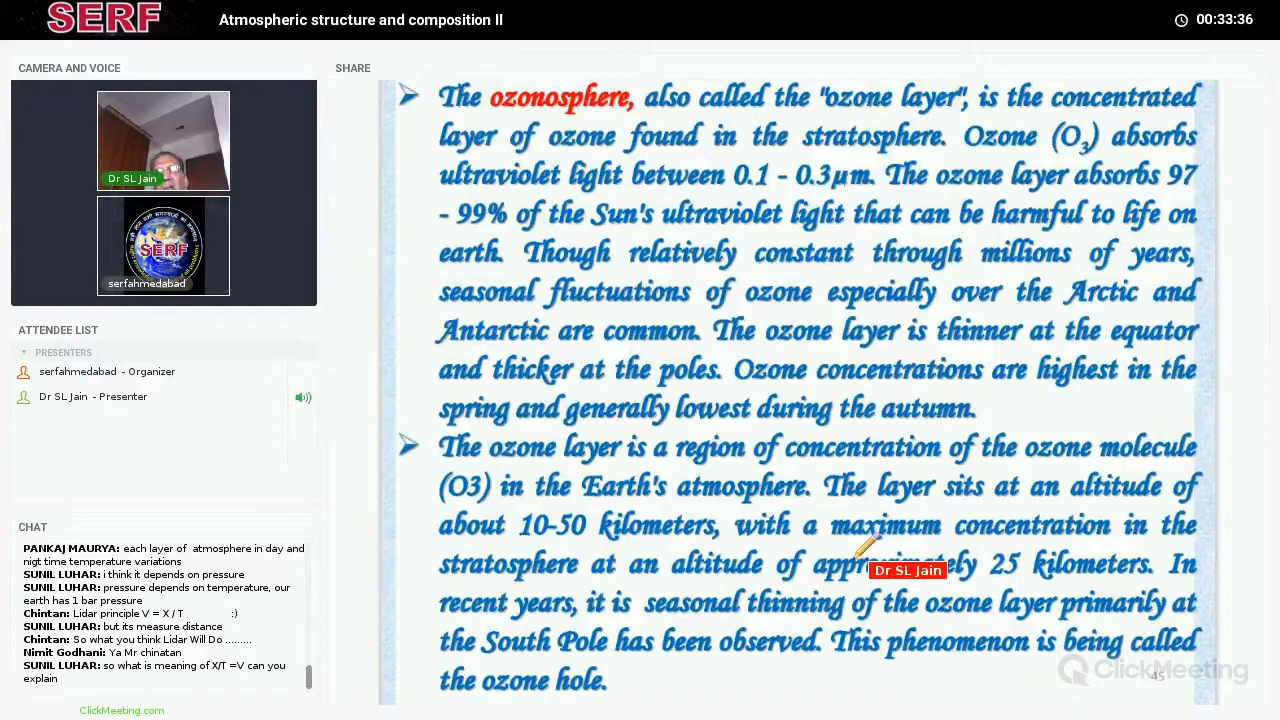 SERF
Atmospheric structure and composition II
00:33:36
CAMERA AND VOICE
SHARE
Dr SL Jain
SERF
serfahmedabad
ATTENDEE LIST
PRESENTERS
serfahmedabad - Organizer
Dr SL Jain - Presenter
CHAT
PANKAJ MAURYA: each layer of atmosphere in day and
nigt time temperature variations
SUNIL LUHAR: i think it depends on pressure
SUNIL LUHAR: pressure depends on temperature, our
earth has 1 bar pressure
Chintan: Lidar principle V = X / T :)
SUNIL LUHAR: but its measure distance
Chintan: So what you think Lidar Will Do .........
Nimit Godhani: Ya Mr chinatan
SUNIL LUHAR: so what is meaning of X/T =V can you
explain
ClickMeeting.com
The ozonosphere, also called the "ozone layer", is the concentrated
layer of ozone found in the stratosphere. Ozone (O3) absorbs
ultraviolet light between 0.1 - 0.3µm. The ozone layer absorbs 97
- 99% of the Sun's ultraviolet light that can be harmful to life on
earth. Though relatively constant through millions of years,
seasonal fluctuations of ozone especially over the Arctic and
Antarctic are common. The ozone layer is thinner at the equator
and thicker at the poles. Ozone concentrations are highest in the
spring and generally lowest during the autumn.
The ozone layer is a region of concentration of the ozone molecule
(O3) in the Earth's atmosphere. The layer sits at an altitude of
about 10-50 kilometers, with a maximum concentration in the
stratosphere at an altitude of approximately 25 kilometers. In
Dr SL Jain
recent years, it is seasonal thinning of the ozone layer primarily at
the South Pole has been observed. This phenomenon is being called
the ozone hole.
45
ClickMeeting